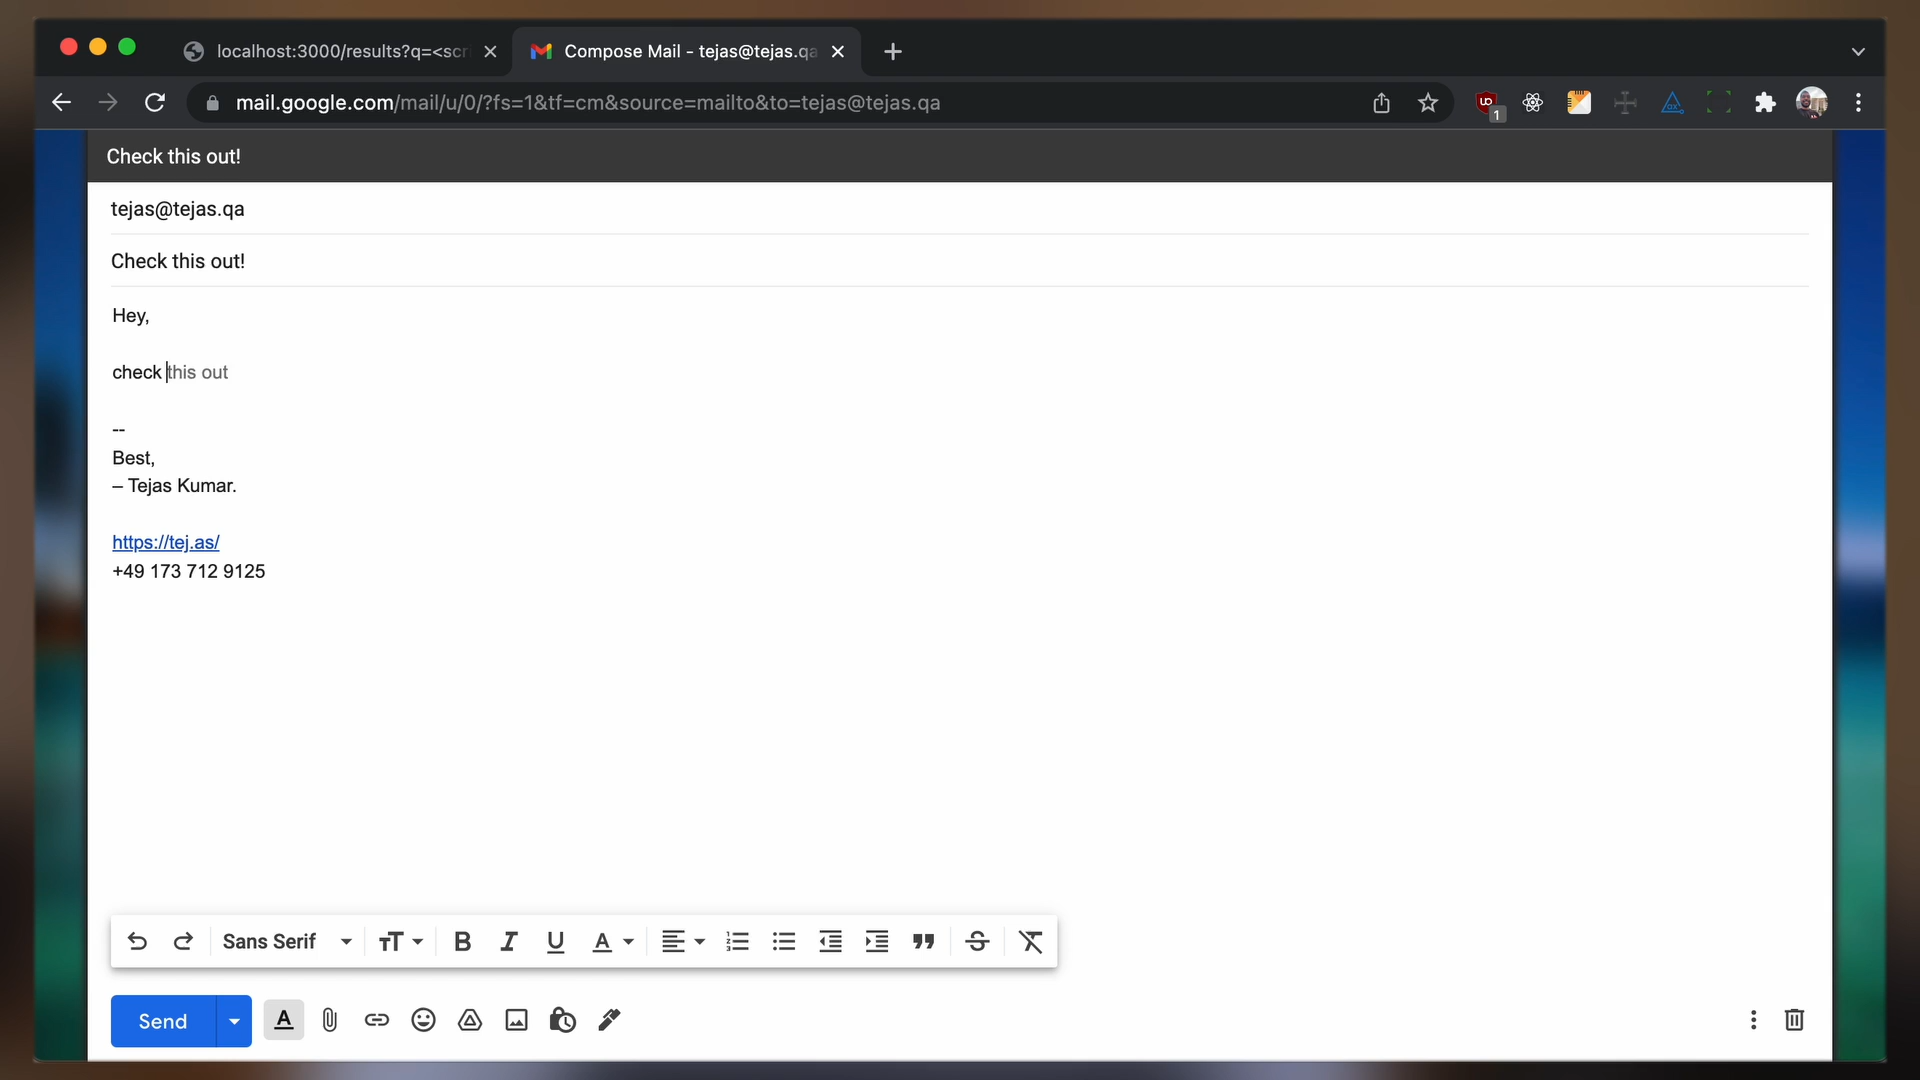 localhost:3000/results?q=<scr
Compose Mail - tejas@tejas.qa
mail.google.com/mail/u/0/?fs=1&tf=cm&source=mailto&to=tejas@tejas.qa
1
Check this out!
tejas@tejas.qa
Check this out!
Hey,
check this out
--
Best,
– Tejas Kumar.
https://tej.as/
+49 173 712 9125
Sans Serif
Send